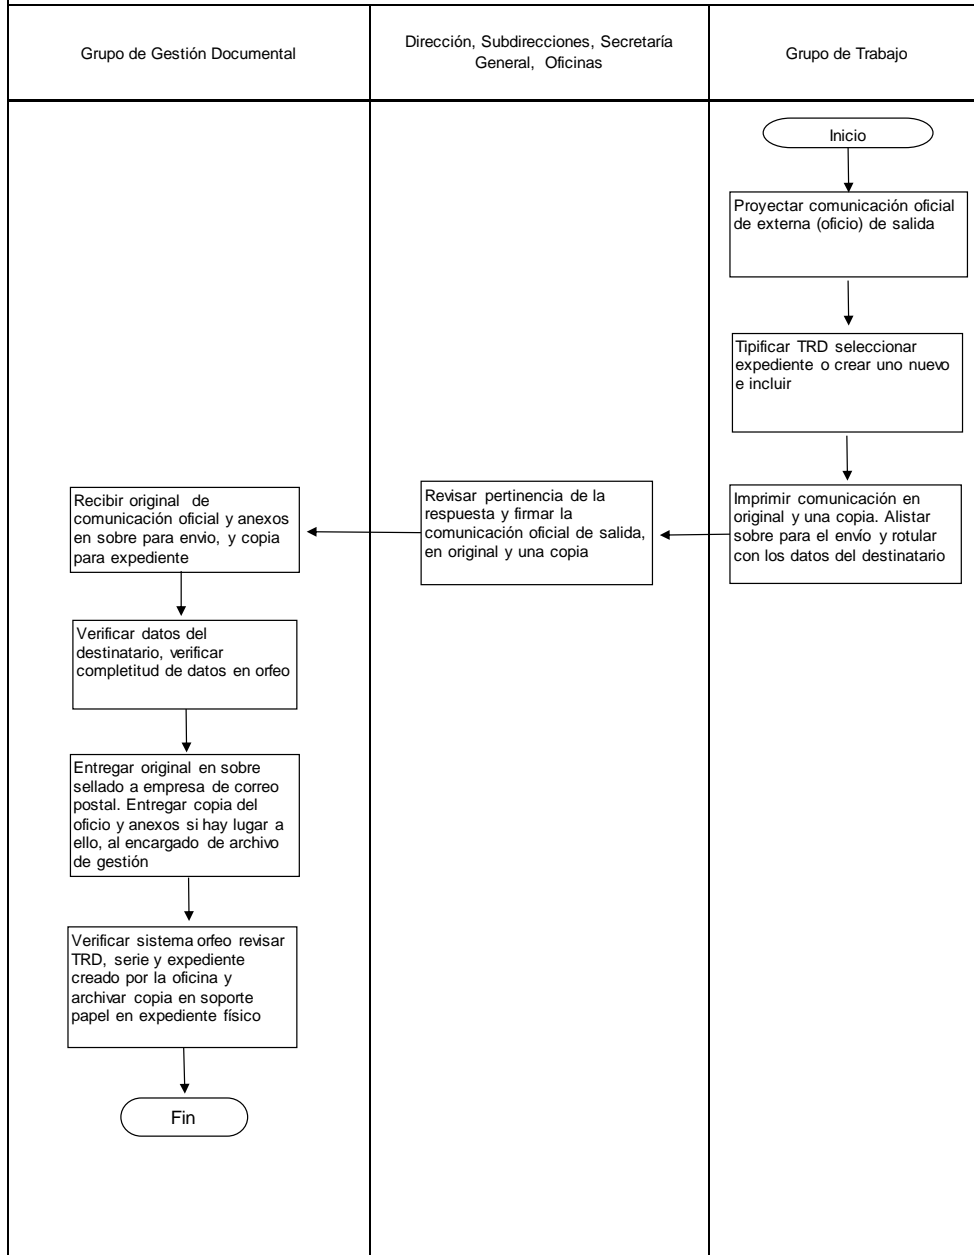 Grupo de Gestión Documental
Dirección, Subdirecciones, Secretaría
General, Oficinas
Grupo de Trabajo
Inicio
Proyectar comunicación oficial
de externa (oficio) de salida
Tipificar TRD seleccionar
expediente o crear uno nuevo
e incluir
Imprimir comunicación en
original y una copia. Alistar
sobre para el envío y rotular
con los datos del destinatario
Revisar pertinencia de la
respuesta y firmar la
comunicación oficial de salida,
en original y una copia
Recibir original de
comunicación oficial y anexos
en sobre para envio, y copia
para expediente
Verificar datos del
destinatario, verificar
completitud de datos en orfeo
Entregar original en sobre
sellado a empresa de correo
postal. Entregar copia del
oficio y anexos si hay lugar a
ello, al encargado de archivo
de gestión
Verificar sistema orfeo revisar
TRD, serie y expediente
creado por la oficina y
archivar copia en soporte
papel en expediente físico
Fin